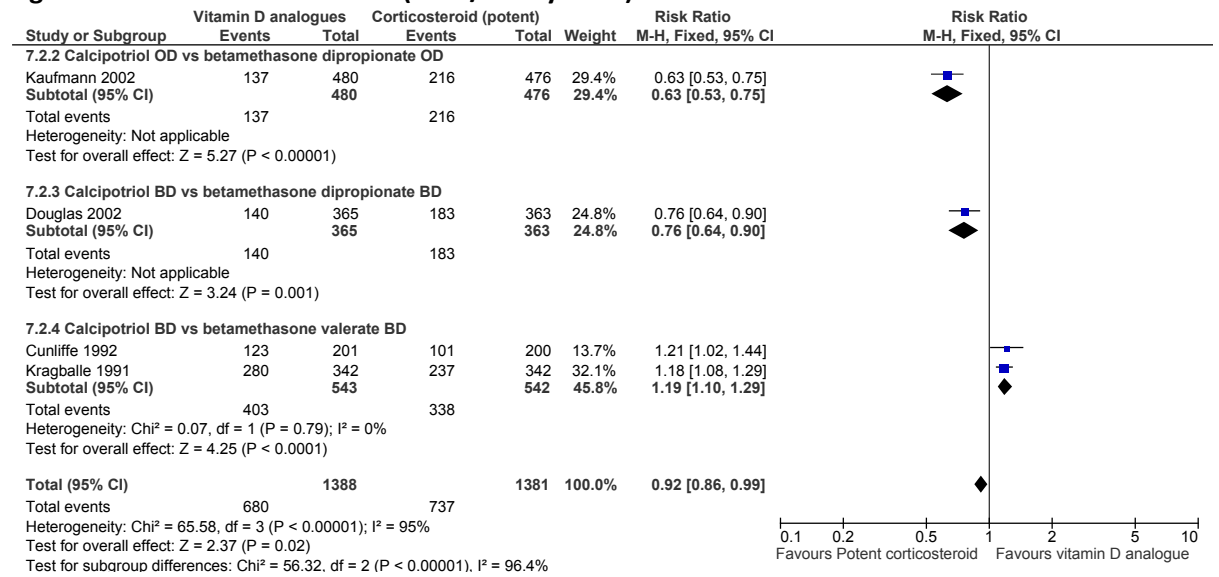 Vitamin D analogues Corticosteroid (potent) Risk Ratio Risk Ratio
Study or Subgroup Events Total Events Total Weight M-H, Fixed, 95% CI M-H, Fixed, 95% CI
7.2.2 Calcipotriol OD vs betamethasone dipropionate OD
Kaufmann 2002 137 480 216 476 29.4% 0.63 [0.53, 0.75]
Subtotal (95% CI) 480 476 29.4% 0.63 [0.53, 0.75]
Total events 137 216
Heterogeneity: Not applicable
Test for overall effect: Z = 5.27 (P < 0.00001)
7.2.3 Calcipotriol BD vs betamethasone dipropionate BD
Douglas 2002 140 365 183 363 24.8% 0.76 [0.64, 0.90]
Subtotal (95% CI) 365 363 24.8% 0.76 [0.64, 0.90]
Total events 140 183
Heterogeneity: Not applicable
Test for overall effect: Z = 3.24 (P = 0.001)
7.2.4 Calcipotriol BD vs betamethasone valerate BD
Cunliffe 1992 123 201 101 200 13.7% 1.21 [1.02, 1.44]
Kragballe 1991 280 342 237 342 32.1% 1.18 [1.08, 1.29]
Subtotal (95% CI) 543 542 45.8% 1.19 [1.10, 1.29]
Total events 403 338
Heterogeneity: Chi² = 0.07, df = 1 (P = 0.79); I² = 0%
Test for overall effect: Z = 4.25 (P < 0.0001)
Total (95% CI) 1388 1381 100.0% 0.92 [0.86, 0.99]
Total events 680 737
Heterogeneity: Chi² = 65.58, df = 3 (P < 0.00001); I² = 95%
Test for overall effect: Z = 2.37 (P = 0.02)
Test for subgroup differences: Chi² = 56.32, df = 2 (P < 0.00001), I² = 96.4%
0.1 0.2 0.5 1 2 5 10
Favours Potent corticosteroid Favours vitamin D analogue